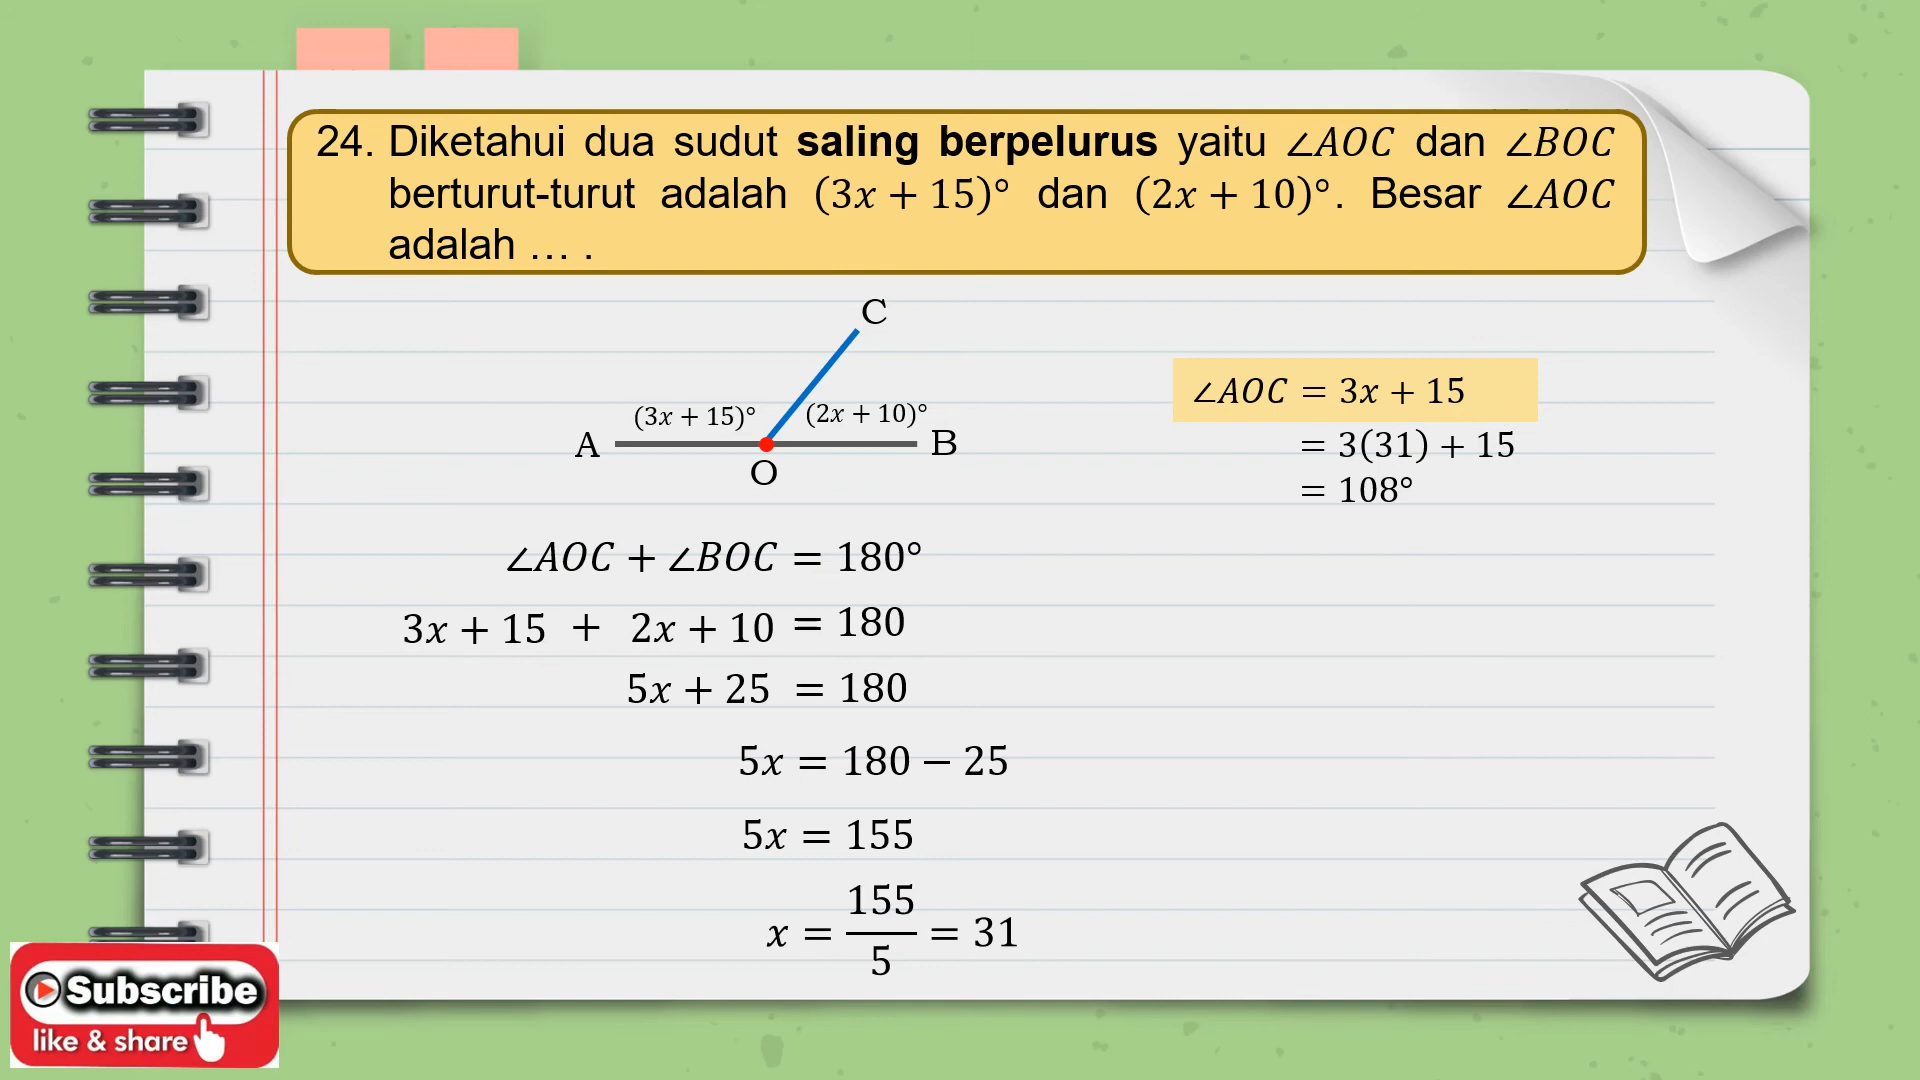 24. Diketahui dua sudut saling berpelurus yaitu ∠AOC dan ∠BOC
berturut-turut adalah (3x + 15)° dan (2x + 10)°. Besar ∠AOC
adalah … .
C
(3x + 15)° (2x + 10)°
A B
O
∠AOC = 3x + 15
= 3(31) + 15
= 108°
∠AOC + ∠BOC = 180°
3x + 15 + 2x + 10 = 180
5x + 25 = 180
5x = 180 − 25
5x = 155
x = 155/5 = 31
Subscribe
like & share